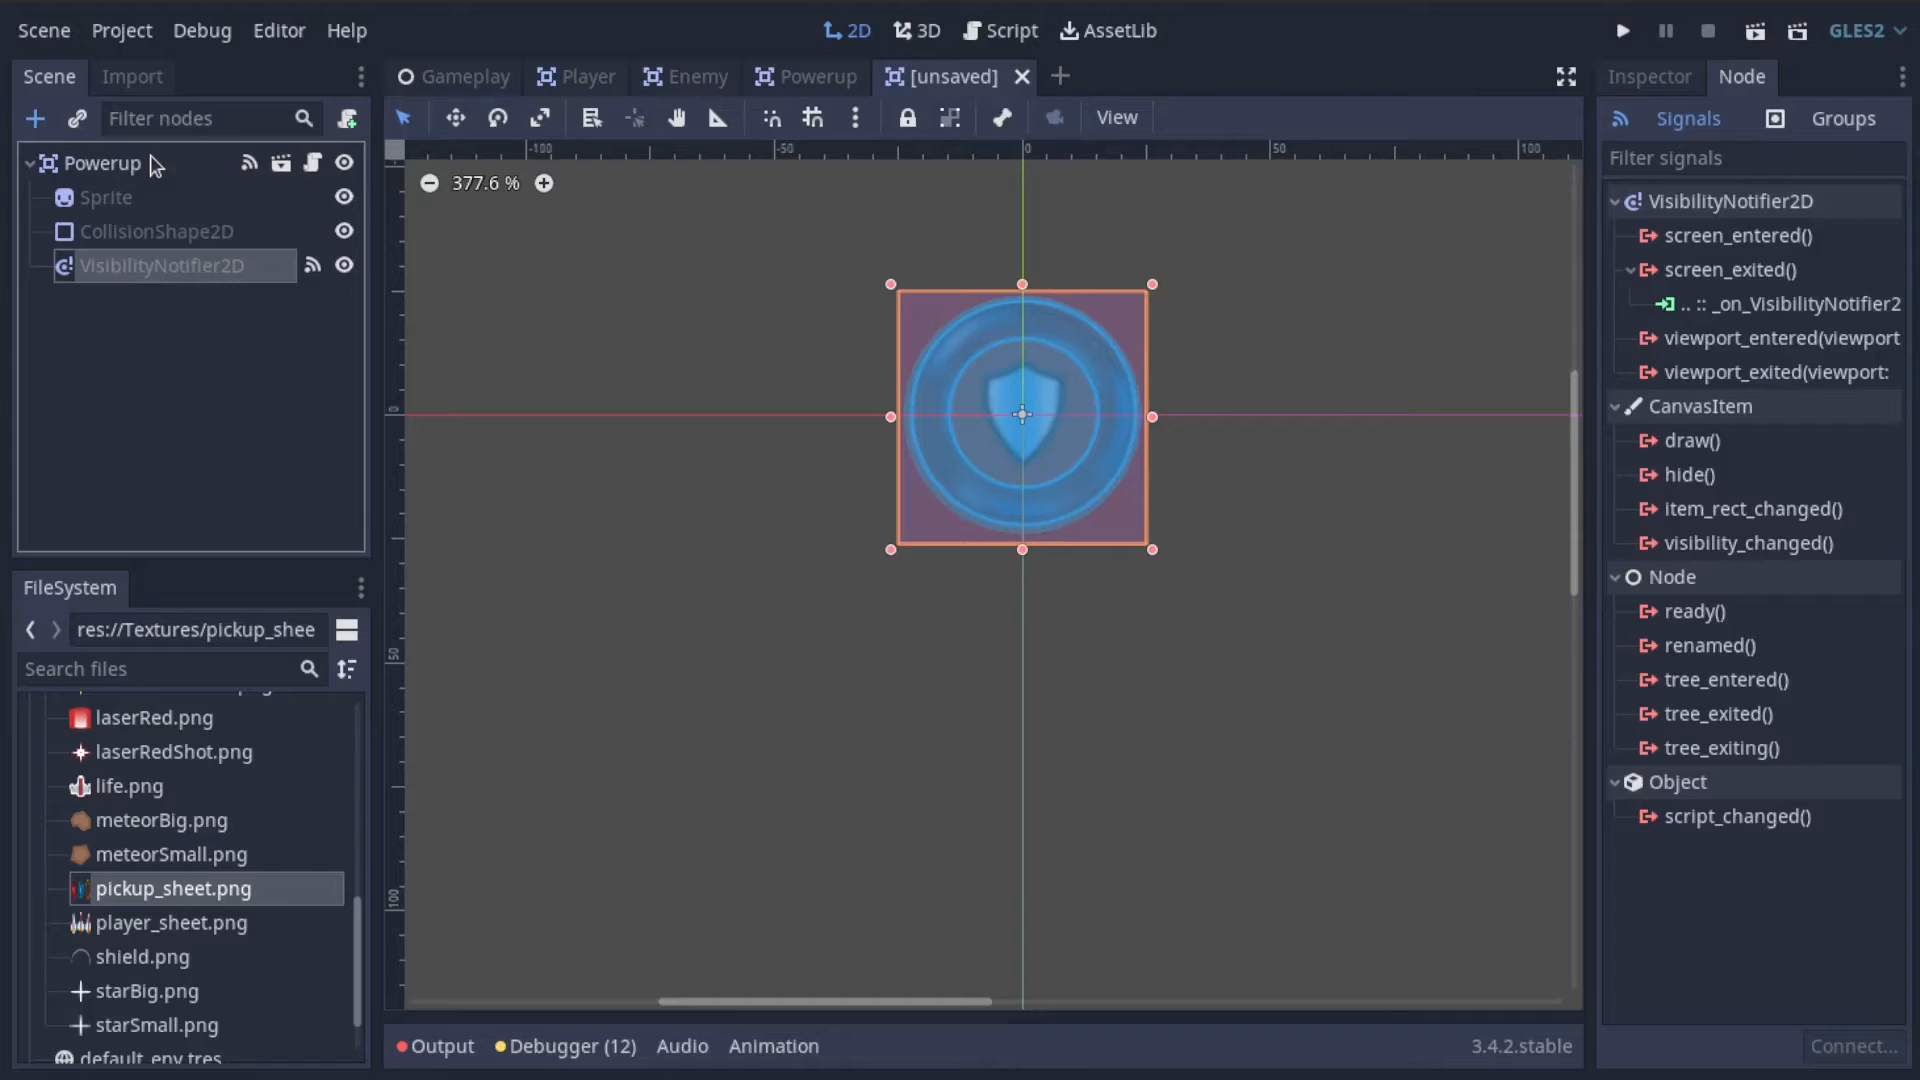 Scene Project Debug Editor Help
2D 3D Script AssetLib
GLES2
Scene Import
Gameplay Player Enemy Powerup [unsaved]
Inspector Node
Filter nodes
View
Signals Groups
Filter signals
-100 -50 0 50 100
377.6 %
Powerup
Sprite
CollisionShape2D
VisibilityNotifier2D
0
50
100
FileSystem
res://Textures/pickup_shee
Search files
laserRed.png
laserRedShot.png
life.png
meteorBig.png
meteorSmall.png
pickup_sheet.png
player_sheet.png
shield.png
starBig.png
starSmall.png
default_env.tres
VisibilityNotifier2D
screen_entered()
screen_exited()
.. :: _on_VisibilityNotifier2
viewport_entered(viewport
viewport_exited(viewport:
CanvasItem
draw()
hide()
item_rect_changed()
visibility_changed()
Node
ready()
renamed()
tree_entered()
tree_exited()
tree_exiting()
Object
script_changed()
Output Debugger (12) Audio Animation
3.4.2.stable
Connect...